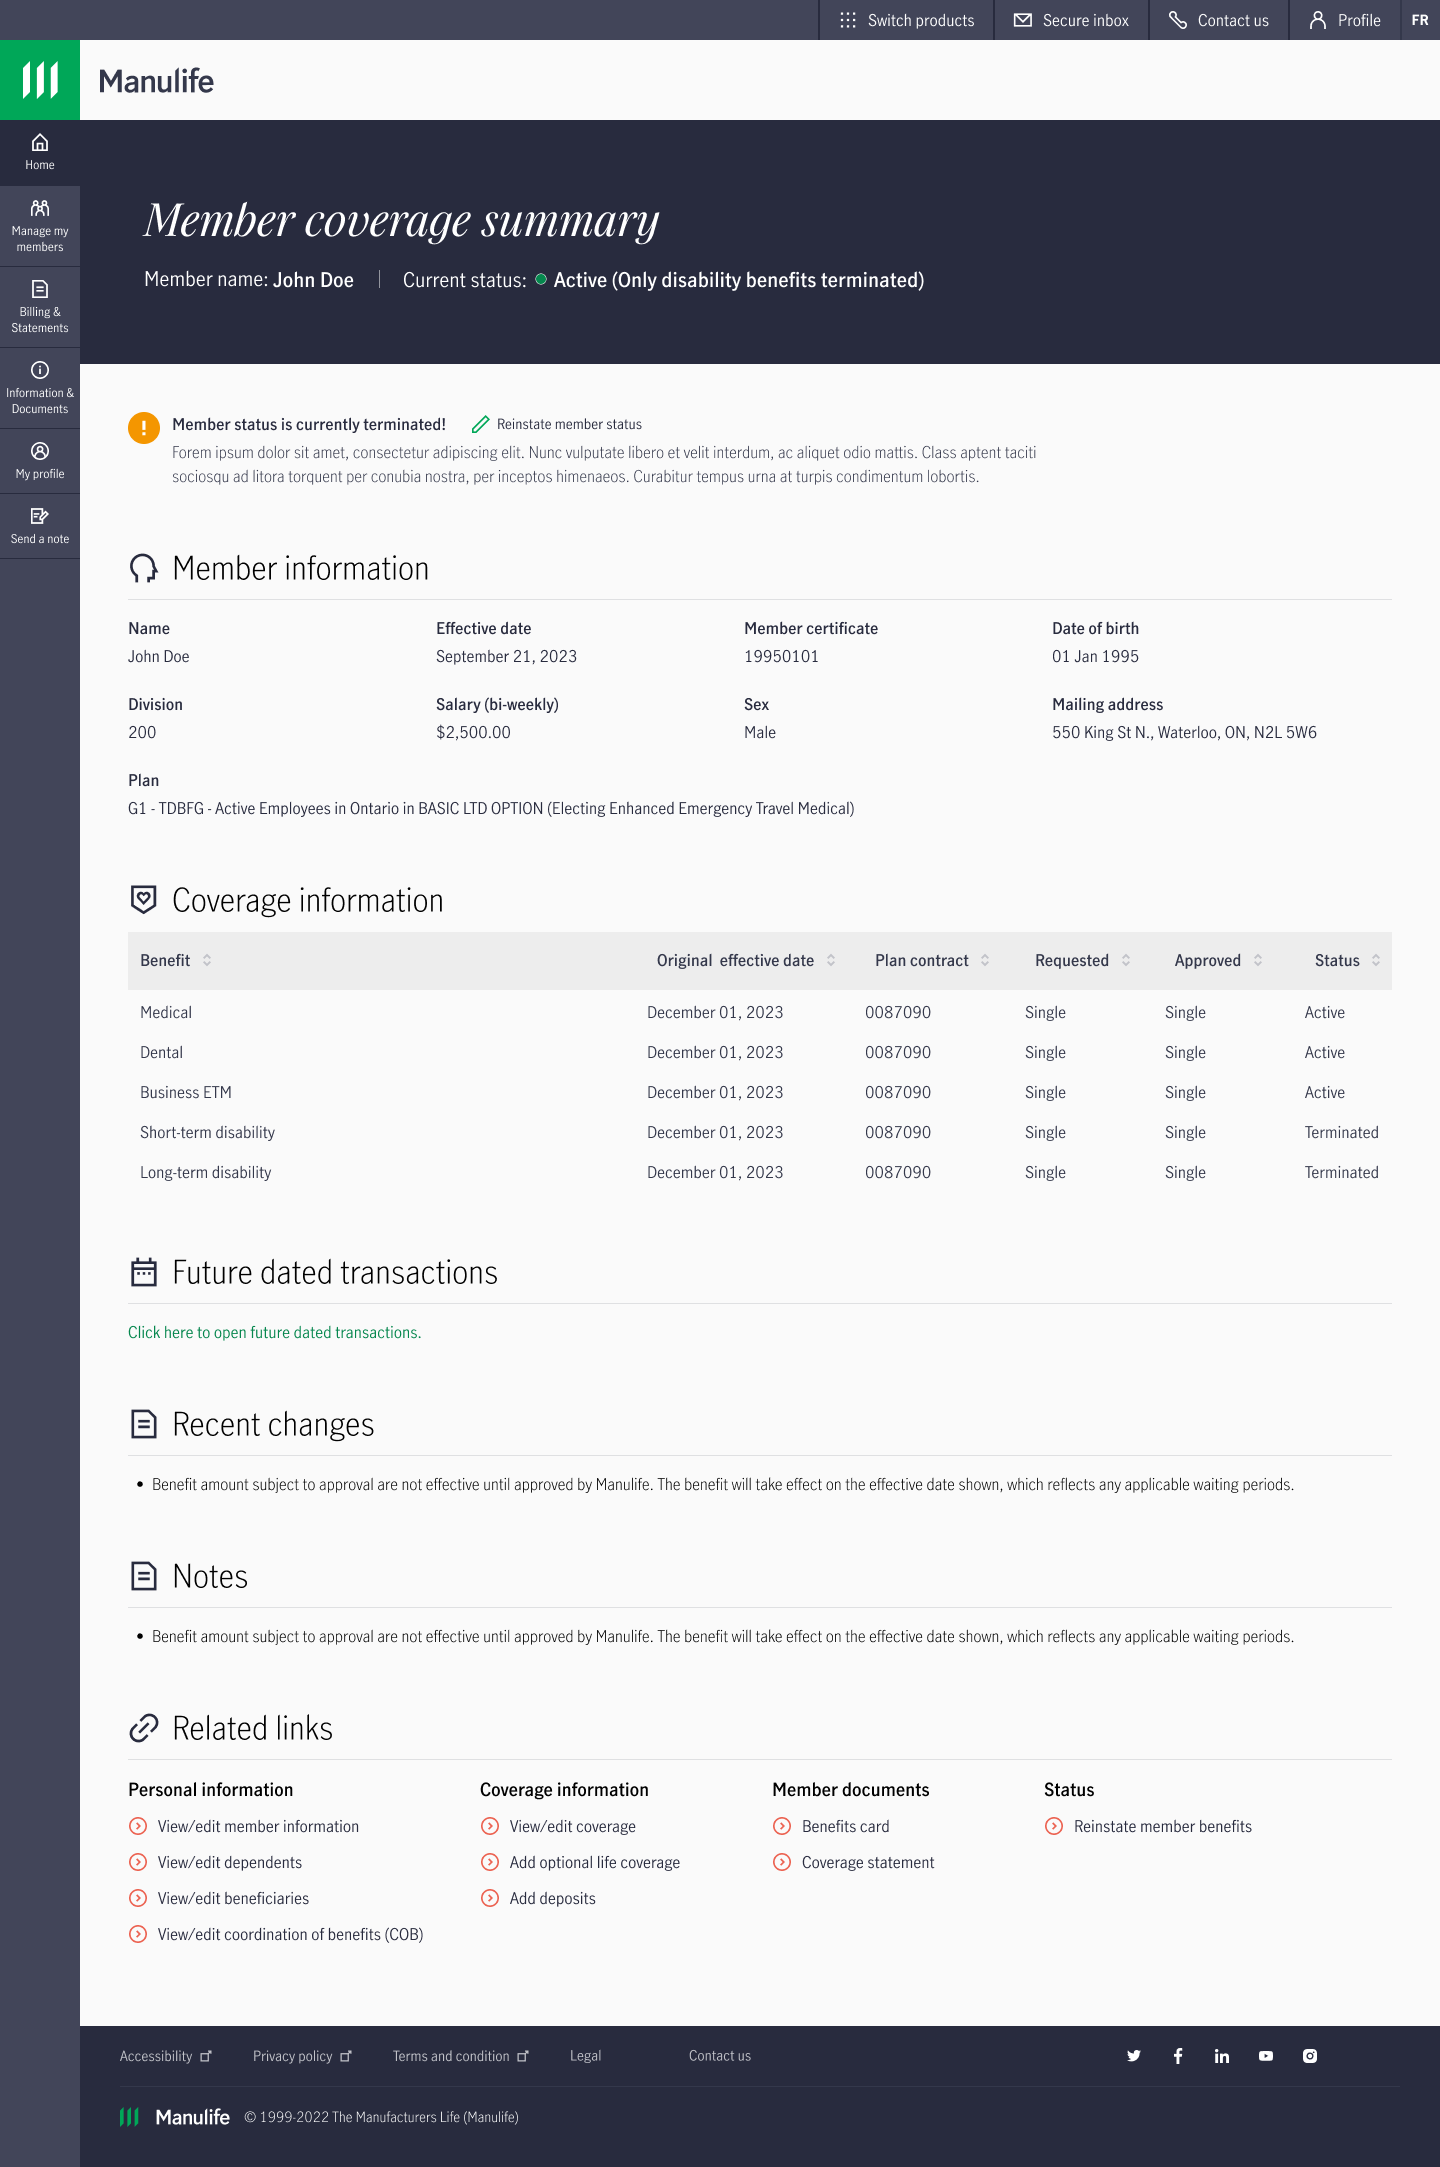 Switch products
Secure inbox
Contact us
Profile
FR
Manulife
Home
Manage my
members
Billing &
Statements
Information &
Documents
My profile
Send a note
Member coverage summary
Member name: John Doe
Current status: Active (Only disability benefits terminated)
Member status is currently terminated! Reinstate member status
Forem ipsum dolor sit amet, consectetur adipiscing elit. Nunc vulputate libero et velit interdum, ac aliquet odio mattis. Class aptent taciti
sociosqu ad litora torquent per conubia nostra, per inceptos himenaeos. Curabitur tempus urna at turpis condimentum lobortis.
Member information
Name Effective date Member certificate Date of birth
John Doe September 21, 2023 19950101 01 Jan 1995
Division Salary (bi-weekly) Sex Mailing address
200 $2,500.00 Male 550 King St N., Waterloo, ON, N2L 5W6
Plan
G1 - TDBFG - Active Employees in Ontario in BASIC LTD OPTION (Electing Enhanced Emergency Travel Medical)
Coverage information
Benefit Original effective date Plan contract Requested Approved Status
Medical December 01, 2023 0087090 Single Single Active
Dental December 01, 2023 0087090 Single Single Active
Business ETM December 01, 2023 0087090 Single Single Active
Short-term disability December 01, 2023 0087090 Single Single Terminated
Long-term disability December 01, 2023 0087090 Single Single Terminated
Future dated transactions
Click here to open future dated transactions.
Recent changes
• Benefit amount subject to approval are not effective until approved by Manulife. The benefit will take effect on the effective date shown, which reflects any applicable waiting periods.
Notes
• Benefit amount subject to approval are not effective until approved by Manulife. The benefit will take effect on the effective date shown, which reflects any applicable waiting periods.
Related links
Personal information
View/edit member information
View/edit dependents
View/edit beneficiaries
View/edit coordination of benefits (COB)
Coverage information
View/edit coverage
Add optional life coverage
Add deposits
Member documents
Benefits card
Coverage statement
Status
Reinstate member benefits
Accessibility Privacy policy Terms and condition Legal Contact us
Manulife © 1999-2022 The Manufacturers Life (Manulife)